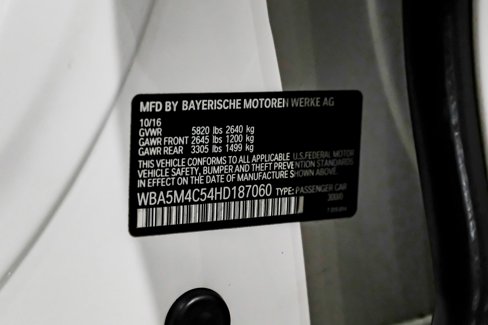 MFD BY BAYERISCHE MOTOREN WERKE AG
10/16
GVWR 5820 lbs 2640 kg
GAWR FRONT 2645 lbs 1200 kg
GAWR REAR 3305 lbs 1499 kg
THIS VEHICLE CONFORMS TO ALL APPLICABLE U.S.FEDERAL MOTOR
VEHICLE SAFETY, BUMPER AND THEFT PREVENTION STANDARDS
IN EFFECT ON THE DATE OF MANUFACTURE SHOWN ABOVE.
WBA5M4C54HD187060 TYPE: PASSENGER CAR